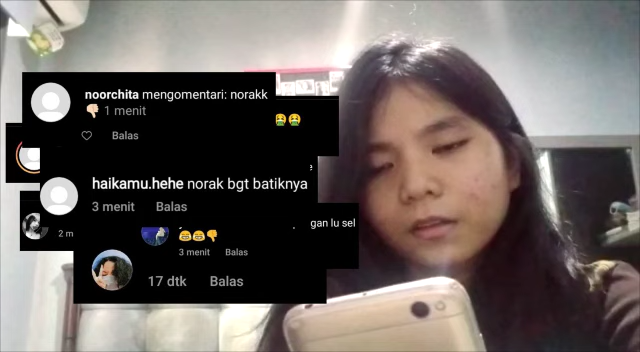 noorchita mengomentari: norakk
👎🏻 1 menit
Balas
🤮🤮
haikamu.hehe norak bgt batiknya
3 menit Balas
gan lu sel
2 m
😂😂👎
3 menit Balas
17 dtk Balas